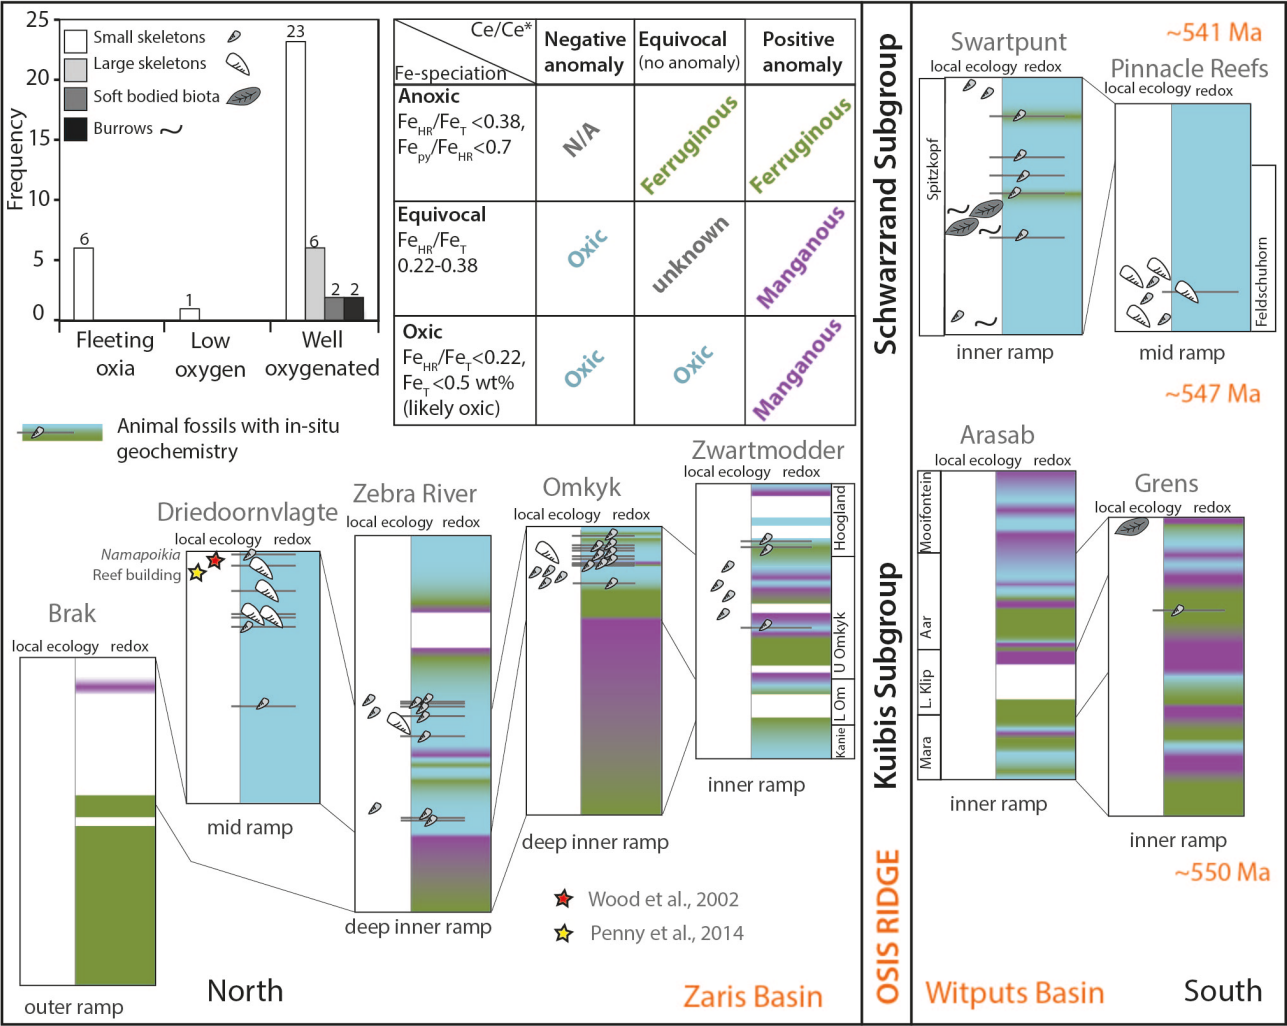 25
20
15
10
5
0
Frequency
Small skeletons
Large skeletons
Soft bodied biota
Burrows
6
1
23
6
2
2
Fleeting oxia
Low oxygen
Well oxygenated
Animal fossils with in-situ
geochemistry
Ce/Ce*
Fe-speciation
Negative anomaly
Equivocal (no anomaly)
Positive anomaly
Anoxic
FeHR/FeT <0.38,
Fepy/FeHR<0.7
N/A
Ferruginous
Ferruginous
Equivocal
FeHR/FeT
0.22-0.38
Oxic
unknown
Manganous
Oxic
FeHR/FeT<0.22,
FeT<0.5 wt%
(likely oxic)
Oxic
Oxic
Manganous
Brak
local ecology redox
outer ramp
Driedoornvlagte
local ecology redox
Namapoikia
Reef building
mid ramp
Zebra River
local ecology redox
deep inner ramp
Omkyk
local ecology redox
deep inner ramp
Zwartmodder
local ecology redox
Hoogland
U Omkyk
L Om
Kanie
inner ramp
Wood et al., 2002
Penny et al., 2014
North
Zaris Basin
Schwarzrand Subgroup
Kuibis Subgroup
OSIS RIDGE
~541 Ma
Swartpunt
local ecology redox
Spitzkopf
inner ramp
Pinnacle Reefs
local ecology redox
Feldschuhorn
mid ramp
~547 Ma
Arasab
local ecology redox
Mooifontein
Aar
L. Klip
Mara
inner ramp
Grens
local ecology redox
inner ramp
~550 Ma
Witputs Basin
South